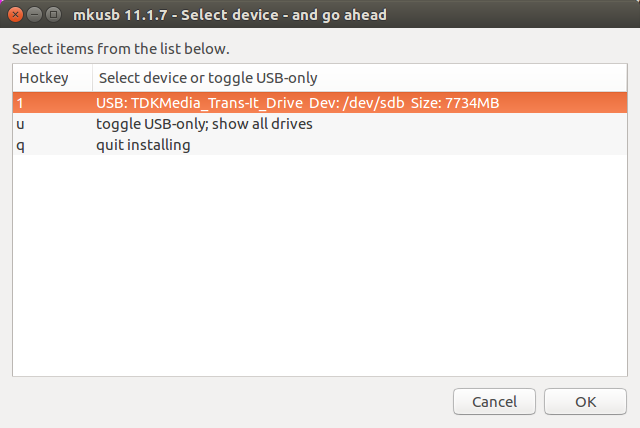 mkusb 11.1.7 - Select device - and go ahead
Select items from the list below.
Hotkey Select device or toggle USB-only
1 USB: TDKMedia_Trans-It_Drive Dev: /dev/sdb Size: 7734MB
u toggle USB-only; show all drives
q quit installing
Cancel OK